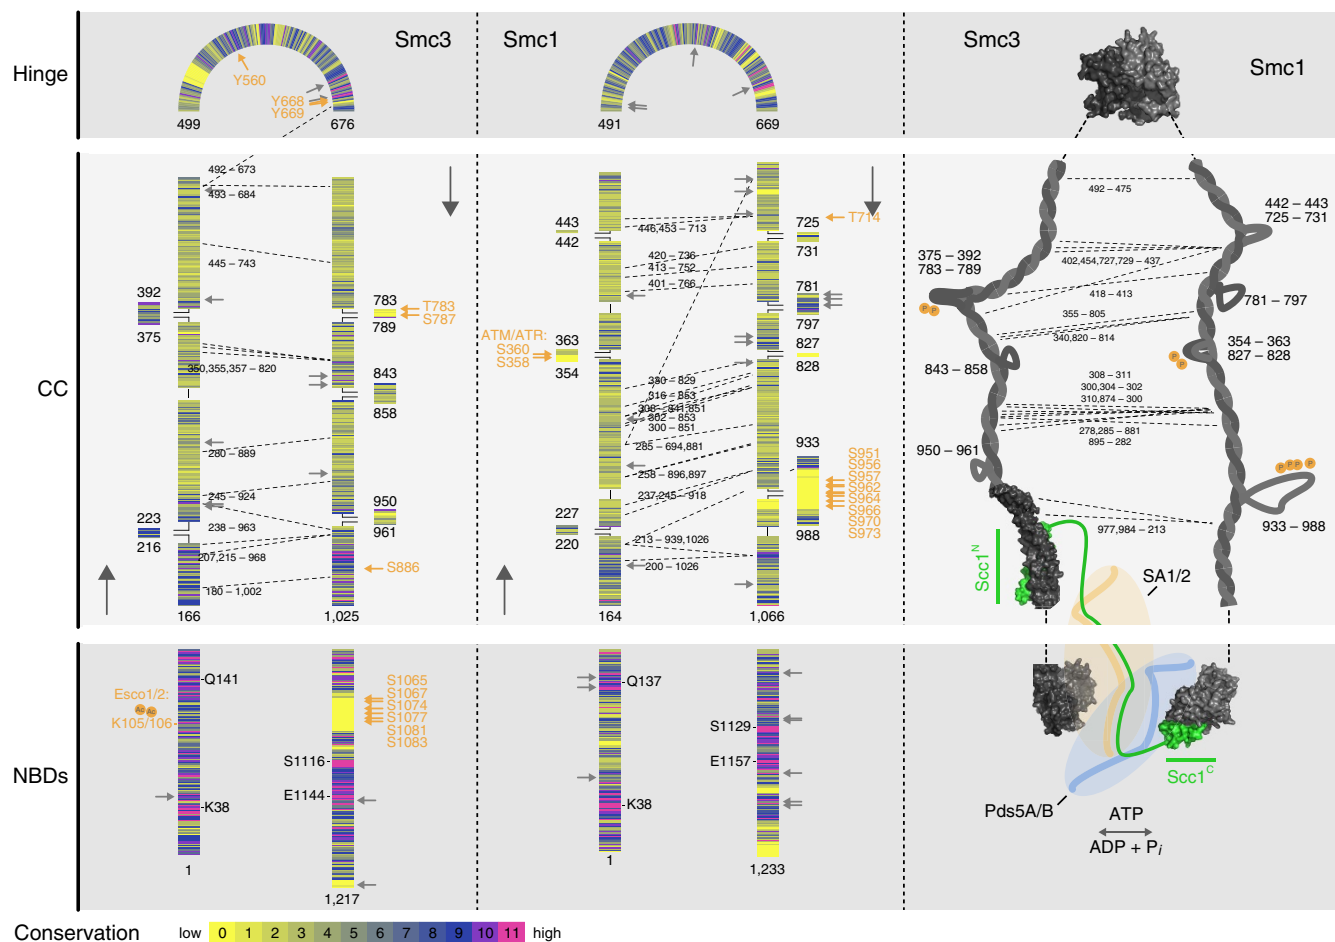 Hinge
Smc3
Y560
Y668
Y669
499
676
Smc1
491
669
Smc3
Smc1
CC
492 – 673
493 – 684
445 – 743
392
375
783
789
T783
S787
350,355,357 – 820
843
858
280 – 889
245 – 924
950
961
223
216
238 – 963
207,215 – 968
S886
180 – 1,002
166
1,025
443
442
446,453 – 713
725
731
T714
420 – 736
413 – 752
401 – 766
781
797
ATM/ATR:
S360
S358
363
354
827
828
380 – 829
316 – 853
308 – 841,851
302 – 853
300 – 851
285 – 694,881
933
258 – 896,897
237,245 – 918
S951
S956
S957
S962
S964
S966
S970
S973
988
227
220
213 – 939,1026
200 – 1026
164
1,066
492 – 475
442 – 443
725 – 731
375 – 392
783 – 789
402,454,727,729 – 437
418 – 413
781 – 797
P P
355 – 805
340,820 – 814
354 – 363
827 – 828
P
P
843 – 858
308 – 311
300,304 – 302
310,874 – 300
278,285 – 881
895 – 282
950 – 961
P P P P
933 – 988
977,984 – 213
Scc1N
SA1/2
NBDs
Q141
Esco1/2:
Ac Ac
K105/106
K38
1
S1065
S1067
S1074
S1077
S1081
S1083
S1116
E1144
1,217
Q137
K38
1
S1129
E1157
1,233
Scc1C
Pds5A/B
ATP
ADP + Pi
Conservation
low 0 1 2 3 4 5 6 7 8 9 10 11 high